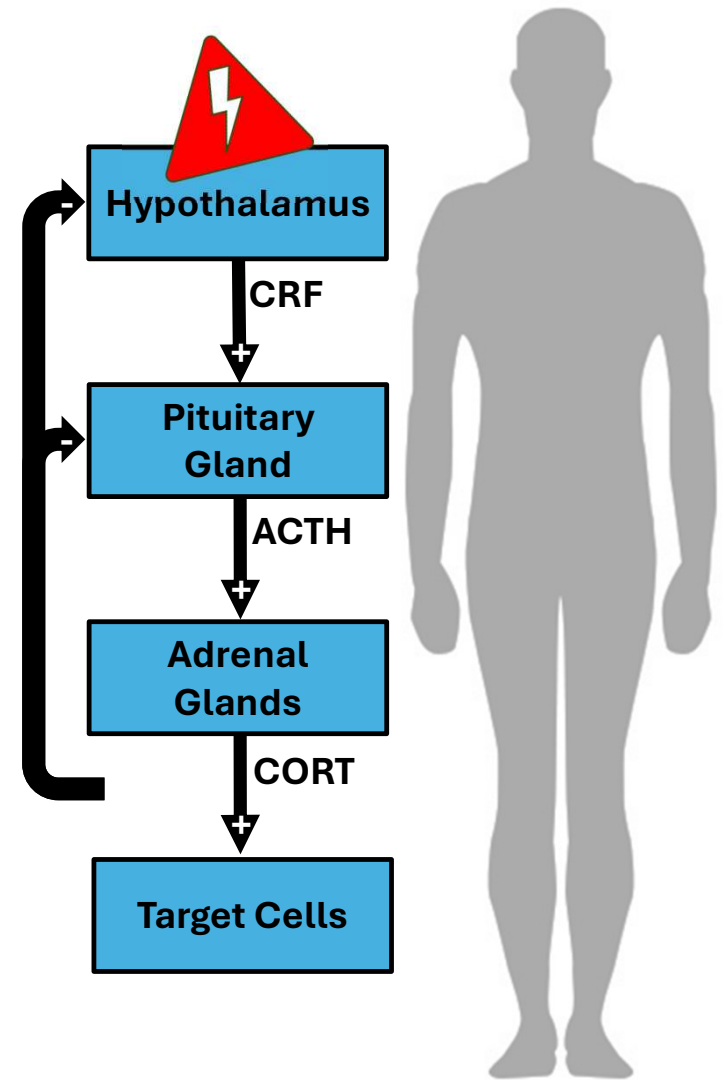 Hypothalamus
-
CRF
+
Pituitary
Gland
-
ACTH
+
Adrenal
Glands
CORT
+
Target Cells